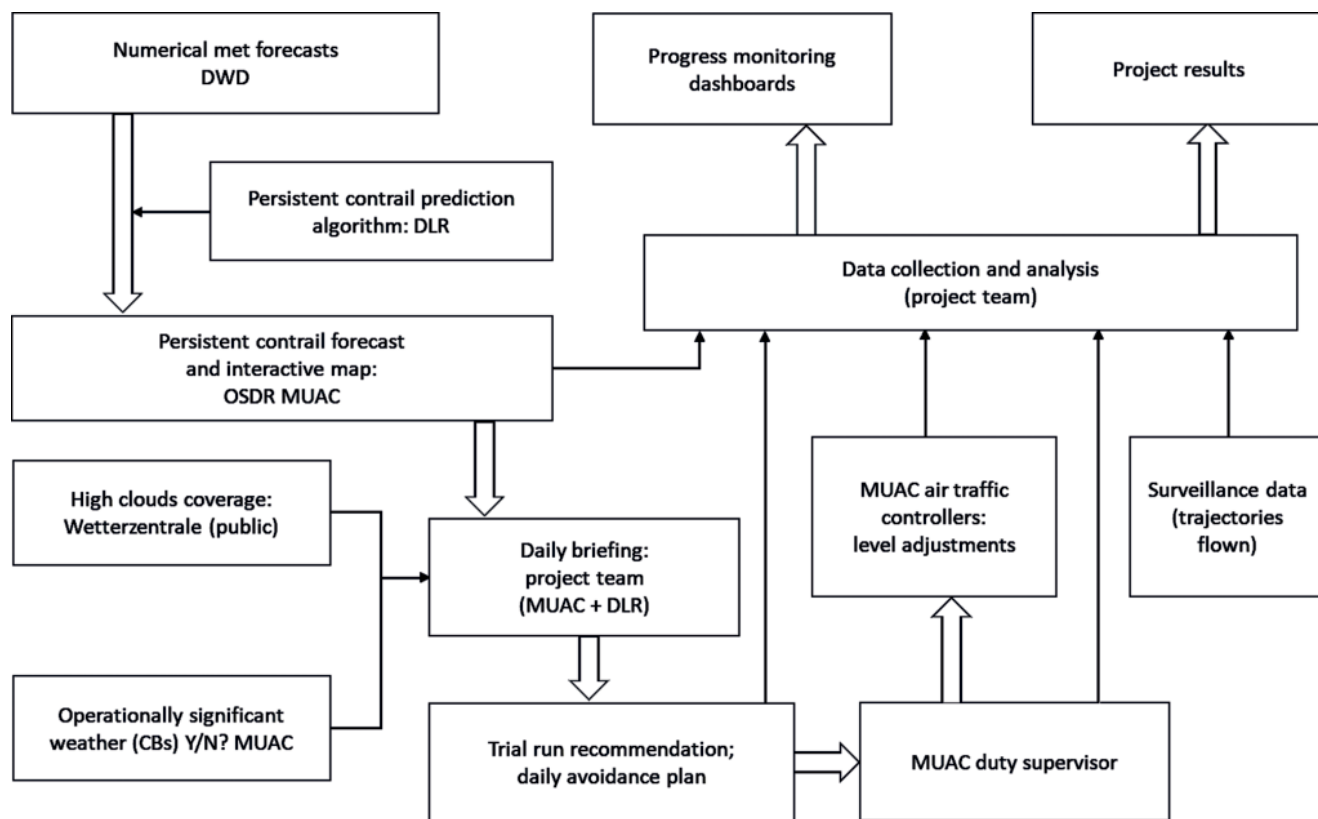 Numerical met forecasts
DWD
Progress monitoring
dashboards
Project results
Persistent contrail prediction
algorithm: DLR
Data collection and analysis
(project team)
Persistent contrail forecast
and interactive map:
OSDR MUAC
High clouds coverage:
Wetterzentrale (public)
MUAC air traffic
controllers:
level adjustments
Surveillance data
(trajectories
flown)
Daily briefing:
project team
(MUAC + DLR)
Operationally significant
weather (CBs) Y/N? MUAC
Trial run recommendation;
daily avoidance plan
MUAC duty supervisor